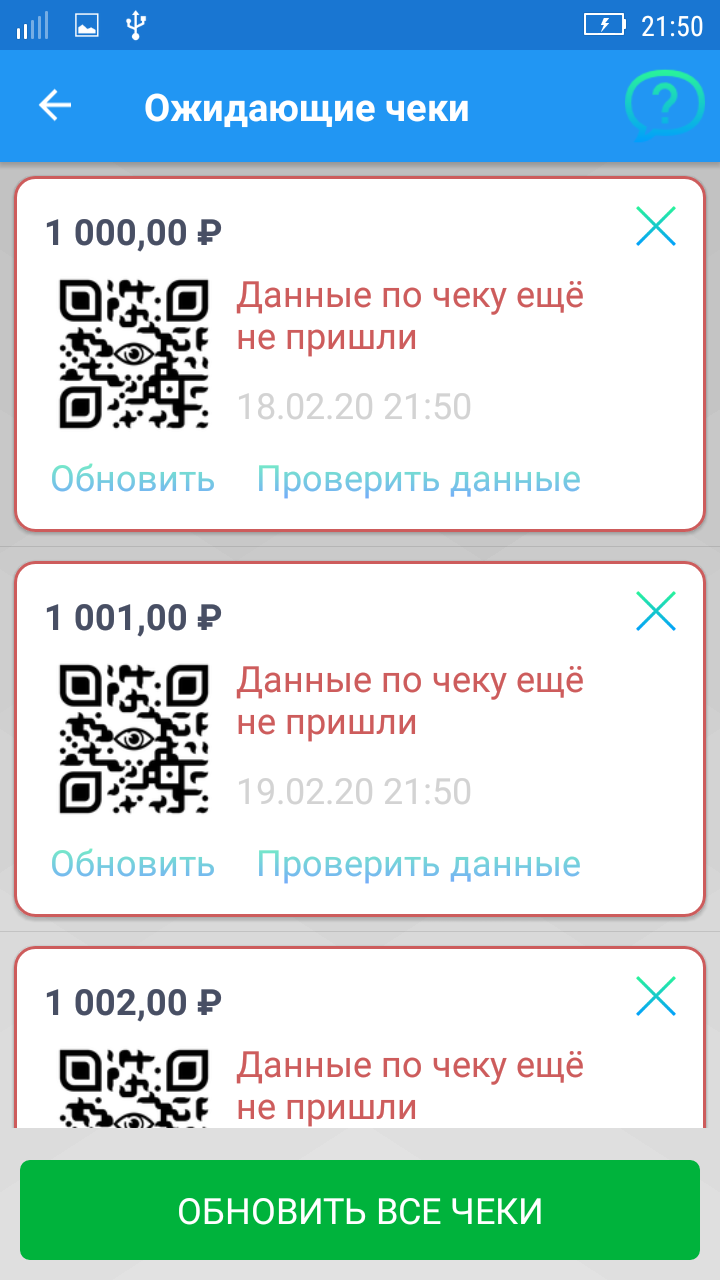 21:50
Ожидающие чеки
?
1 000,00 ₽
Данные по чеку ещё
не пришли
18.02.20 21:50
Обновить Проверить данные
1 001,00 ₽
Данные по чеку ещё
не пришли
19.02.20 21:50
Обновить Проверить данные
1 002,00 ₽
Данные по чеку ещё
не пришли
ОБНОВИТЬ ВСЕ ЧЕКИ